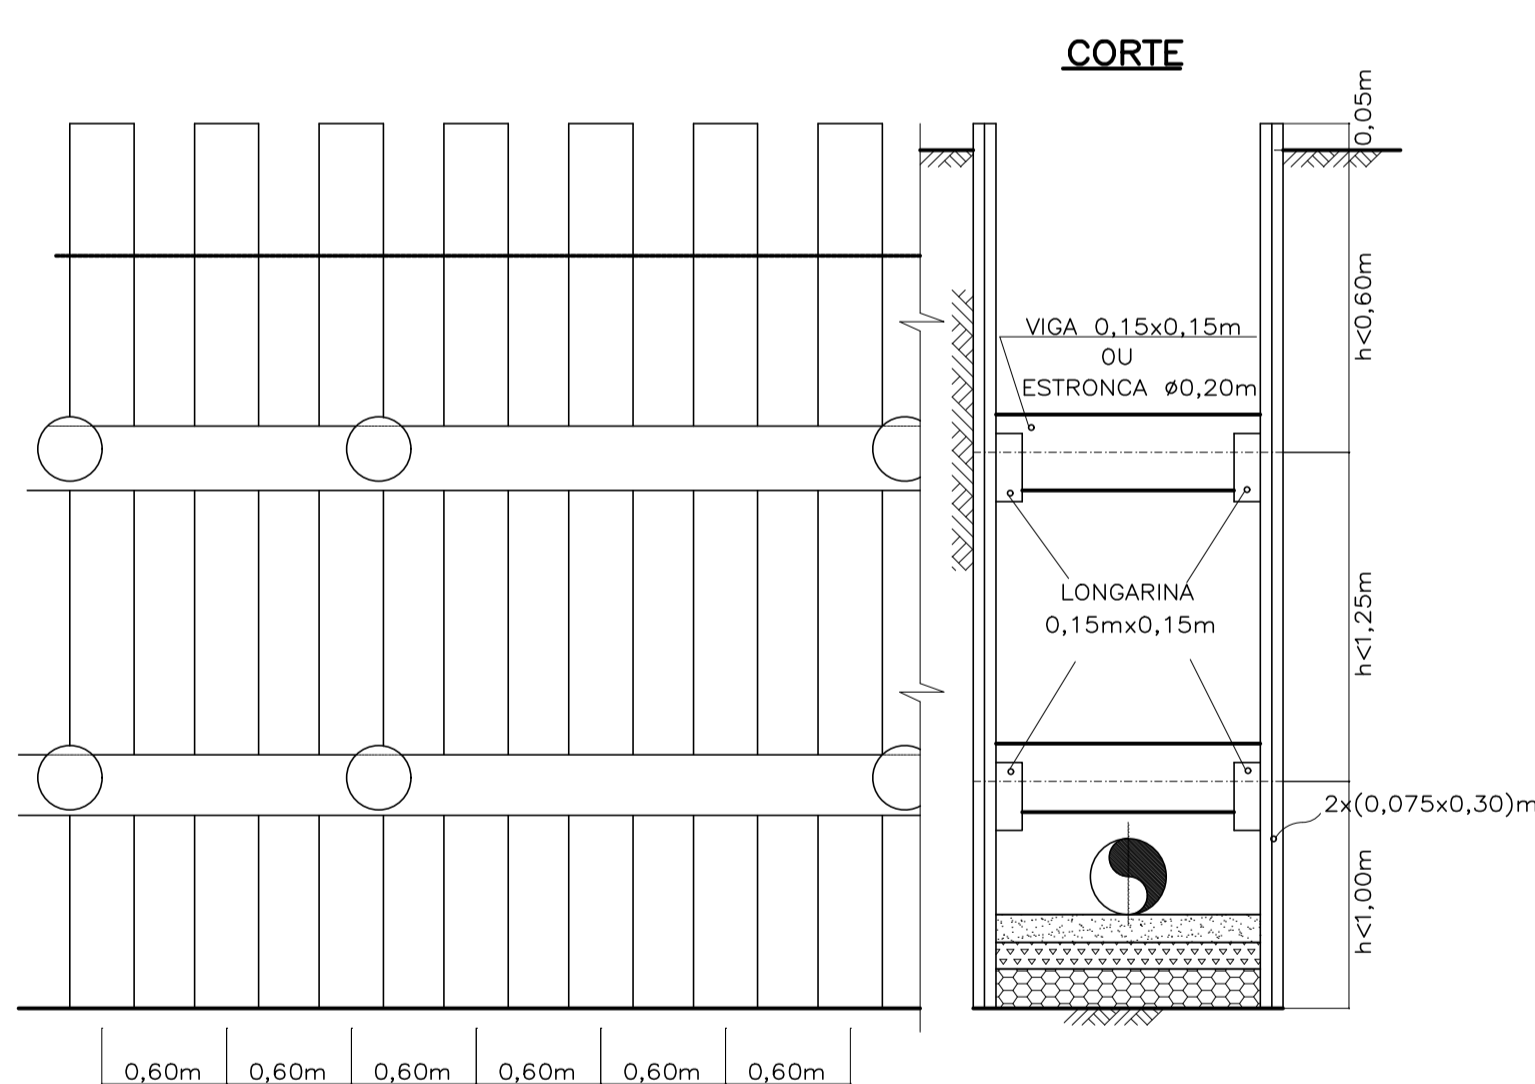 CORTE
0,05m
h<0,60m
VIGA 0,15x0,15m
OU
ESTRONCA ø0,20m
LONGARINA
0,15mx0,15m
h<1,25m
2x(0,075x0,30)m
h<1,00m
0,60m 0,60m 0,60m 0,60m 0,60m 0,60m